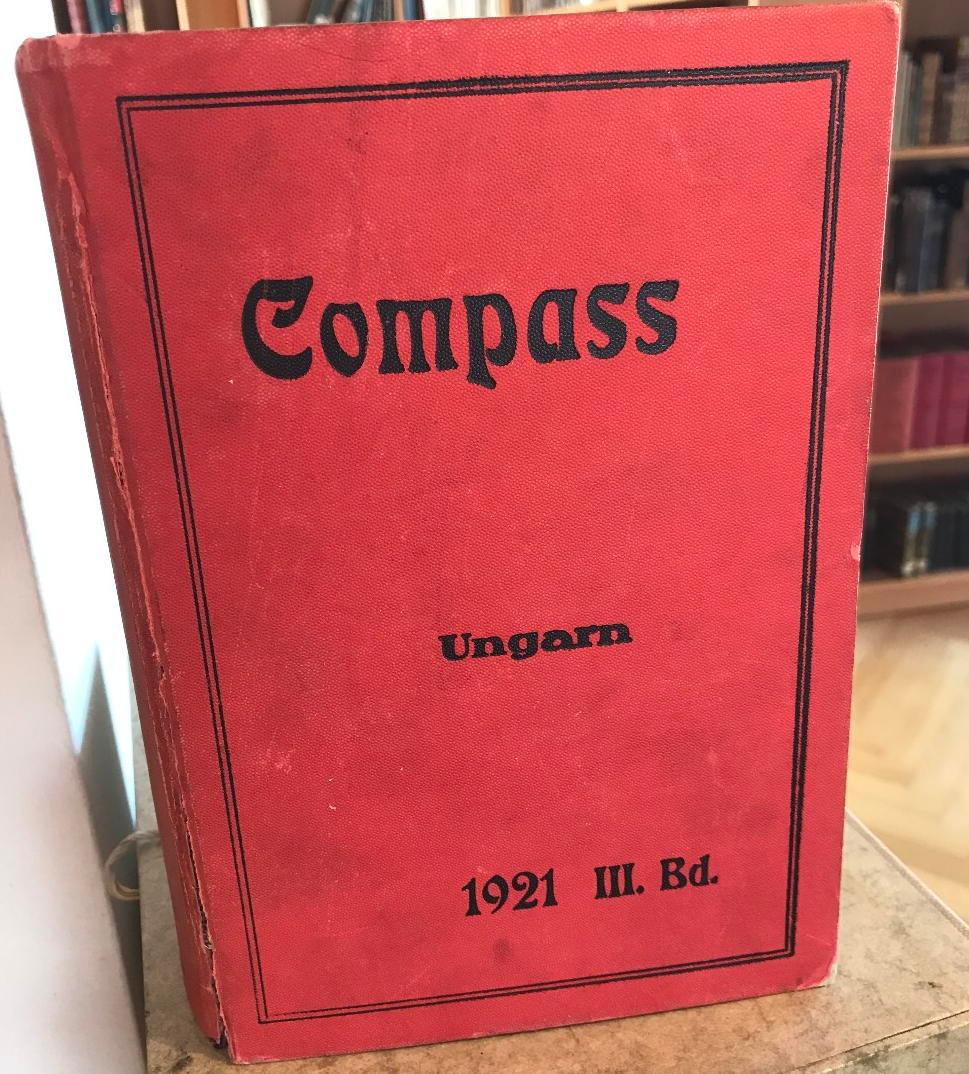 Compass
Ungarn
1921 III. Bd.